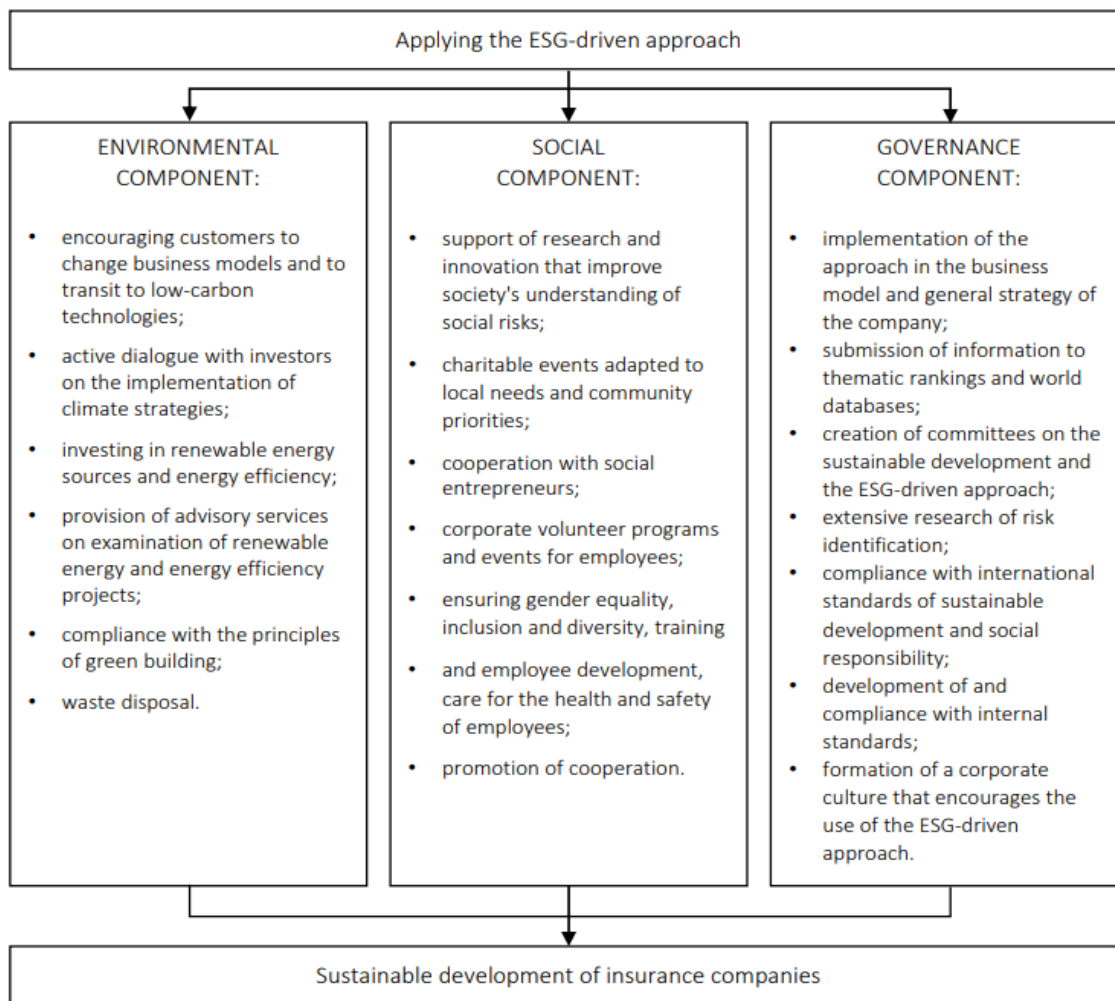 Applying the ESG-driven approach
ENVIRONMENTAL
COMPONENT:
• encouraging customers to
change business models and to
transit to low-carbon
technologies;
• active dialogue with investors
on the implementation of
climate strategies;
• investing in renewable energy
sources and energy efficiency;
• provision of advisory services
on examination of renewable
energy and energy efficiency
projects;
• compliance with the principles
of green building;
• waste disposal.
SOCIAL
COMPONENT:
• support of research and
innovation that improve
society's understanding of
social risks;
• charitable events adapted to
local needs and community
priorities;
• cooperation with social
entrepreneurs;
• corporate volunteer programs
and events for employees;
• ensuring gender equality,
inclusion and diversity, training
• and employee development,
care for the health and safety
of employees;
• promotion of cooperation.
GOVERNANCE
COMPONENT:
• implementation of the
approach in the business
model and general strategy of
the company;
• submission of information to
thematic rankings and world
databases;
• creation of committees on the
sustainable development and
the ESG-driven approach;
• extensive research of risk
identification;
• compliance with international
standards of sustainable
development and social
responsibility;
• development of and
compliance with internal
standards;
• formation of a corporate
culture that encourages the
use of the ESG-driven
approach.
Sustainable development of insurance companies